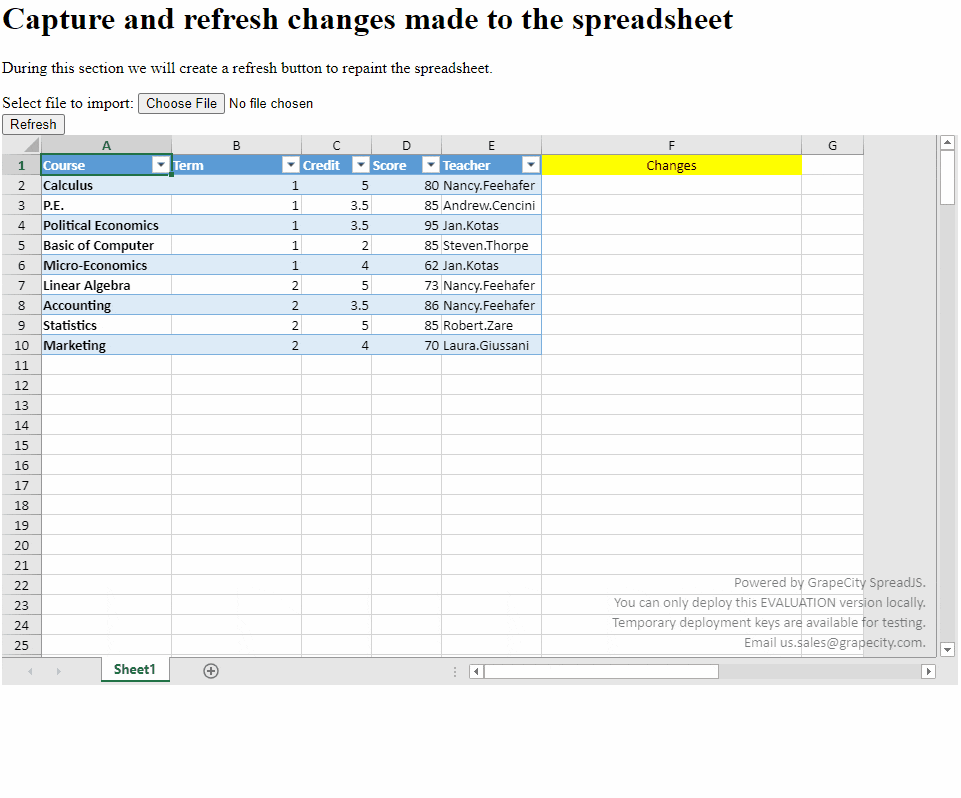 Capture and refresh changes made to the spreadsheet
During this section we will create a refresh button to repaint the spreadsheet.
Select file to import: Choose File No file chosen
Refresh
A B C D E F G
1 Course Term Credit Score Teacher Changes
2 Calculus 1 5 80 Nancy.Feehafer
3 P.E. 1 3.5 85 Andrew.Cencini
4 Political Economics 1 3.5 95 Jan.Kotas
5 Basic of Computer 1 2 85 Steven.Thorpe
6 Micro-Economics 1 4 62 Jan.Kotas
7 Linear Algebra 2 5 73 Nancy.Feehafer
8 Accounting 2 3.5 86 Nancy.Feehafer
9 Statistics 2 5 85 Robert.Zare
10 Marketing 2 4 70 Laura.Giussani
11
12
13
14
15
16
17
18
19
20
21
22 Powered by GrapeCity SpreadJS.
23 You can only deploy this EVALUATION version locally.
24 Temporary deployment keys are available for testing.
25 Email us.sales@grapecity.com.
Sheet1